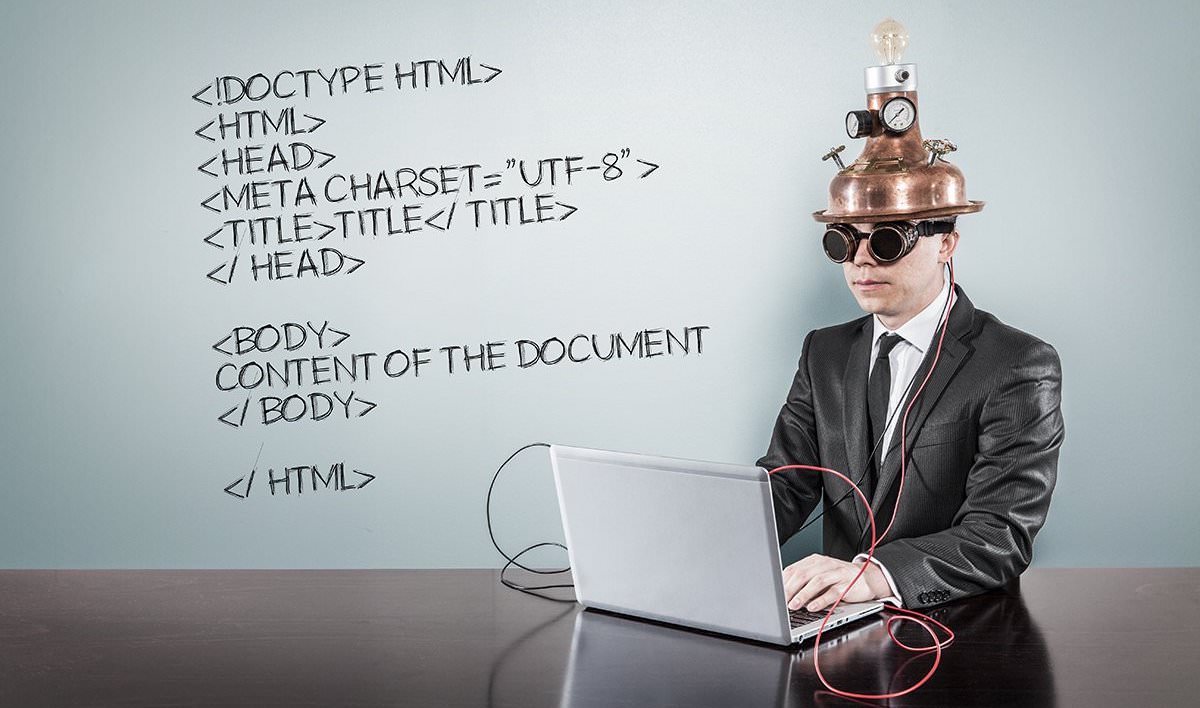 <!DOCTYPE HTML>
<HTML>
<HEAD>
<META CHARSET="UTF-8">
<TITLE>TITLE</ TITLE>
</ HEAD>
<BODY>
CONTENT OF THE DOCUMENT
</ BODY>
</ HTML>